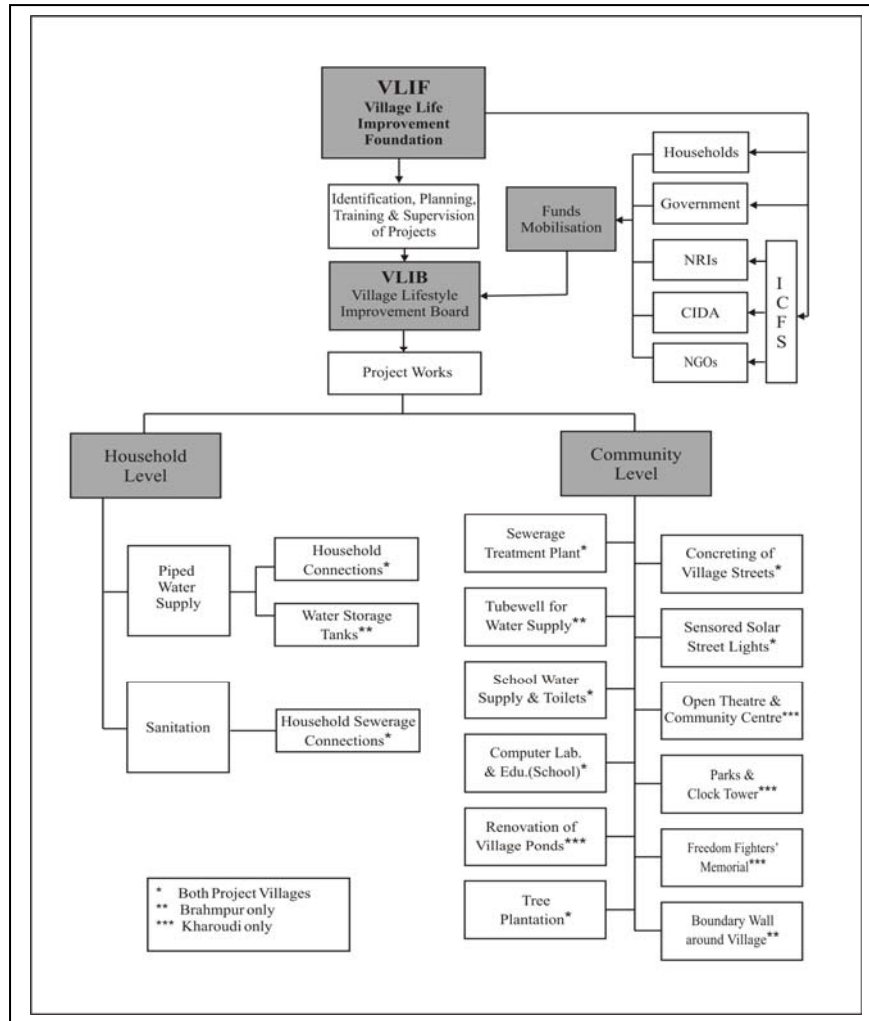 VLIF
Village Life
Improvement
Foundation
Identification, Planning,
Training & Supervision
of Projects
VLIB
Village Lifestyle
Improvement Board
Project Works
Funds
Mobilisation
Households
Government
NRIs
CIDA
NGOs
I
C
F
S
Household
Level
Piped
Water
Supply
Household
Connections*
Water Storage
Tanks**
Sanitation
Household Sewerage
Connections*
Community
Level
Sewerage
Treatment Plant*
Tubewell for
Water Supply**
School Water
Supply & Toilets*
Computer Lab.
& Edu.(School)*
Renovation of
Village Ponds***
Tree
Plantation*
Concreting of
Village Streets*
Sensored Solar
Street Lights*
Open Theatre &
Community Centre***
Parks &
Clock Tower***
Freedom Fighters'
Memorial***
Boundary Wall
around Village**
* Both Project Villages
** Brahmpur only
*** Kharoudi only